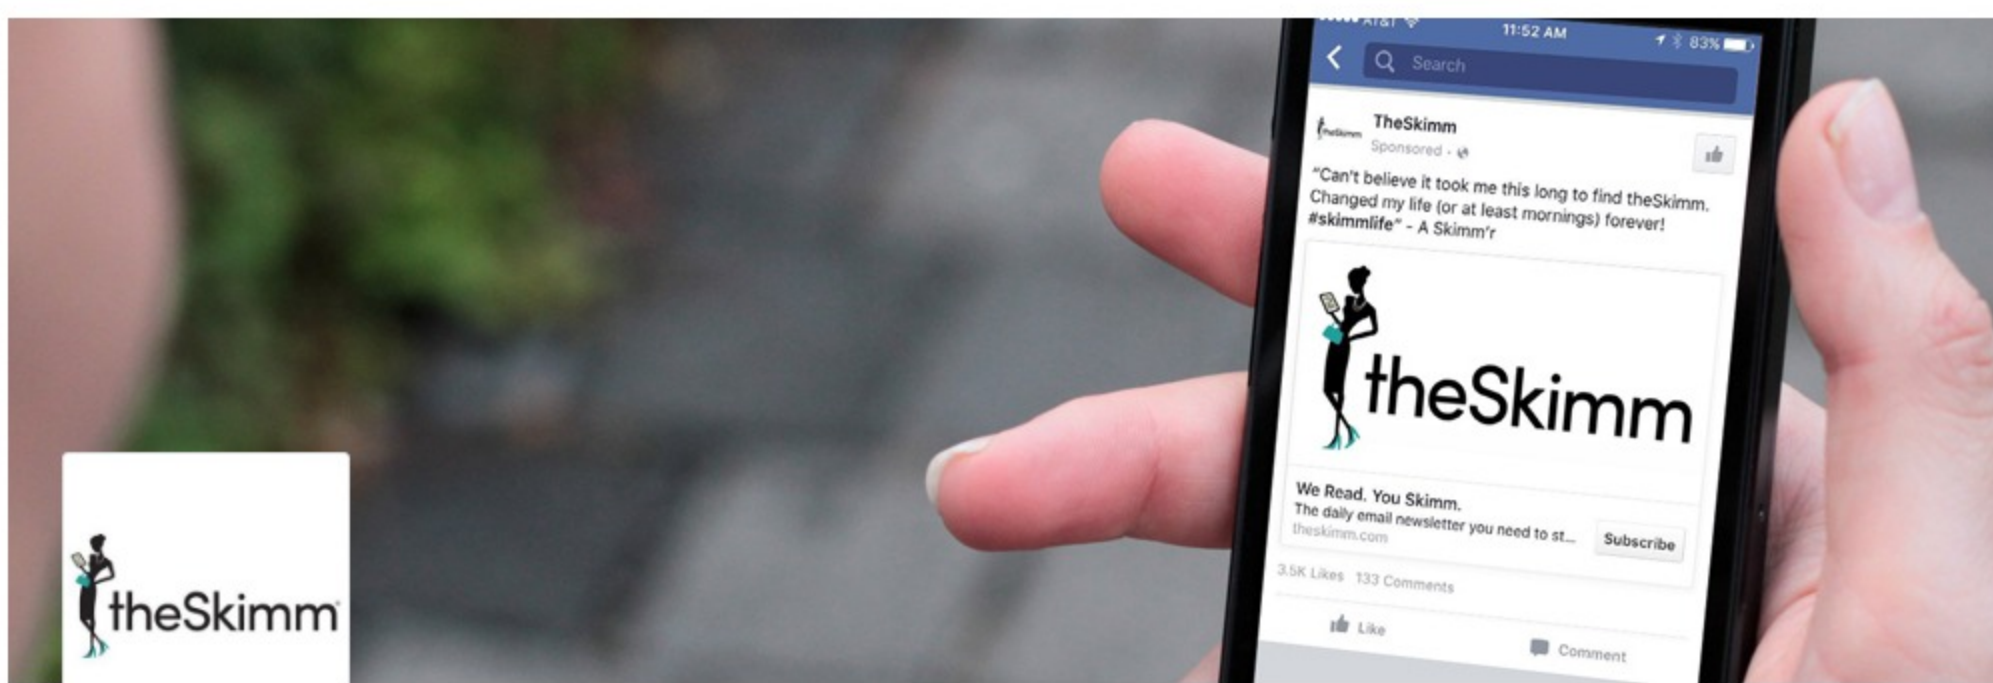 AT&T 11:52 AM 83%
Search
theSkimm TheSkimm
Sponsored ·
"Can't believe it took me this long to find theSkimm.
Changed my life (or at least mornings) forever!
#skimmlife" - A Skimm'r
theSkimm
We Read. You Skimm.
The daily email newsletter you need to st...
theskimm.com
Subscribe
3.5K Likes 133 Comments
Like Comment
theSkimm